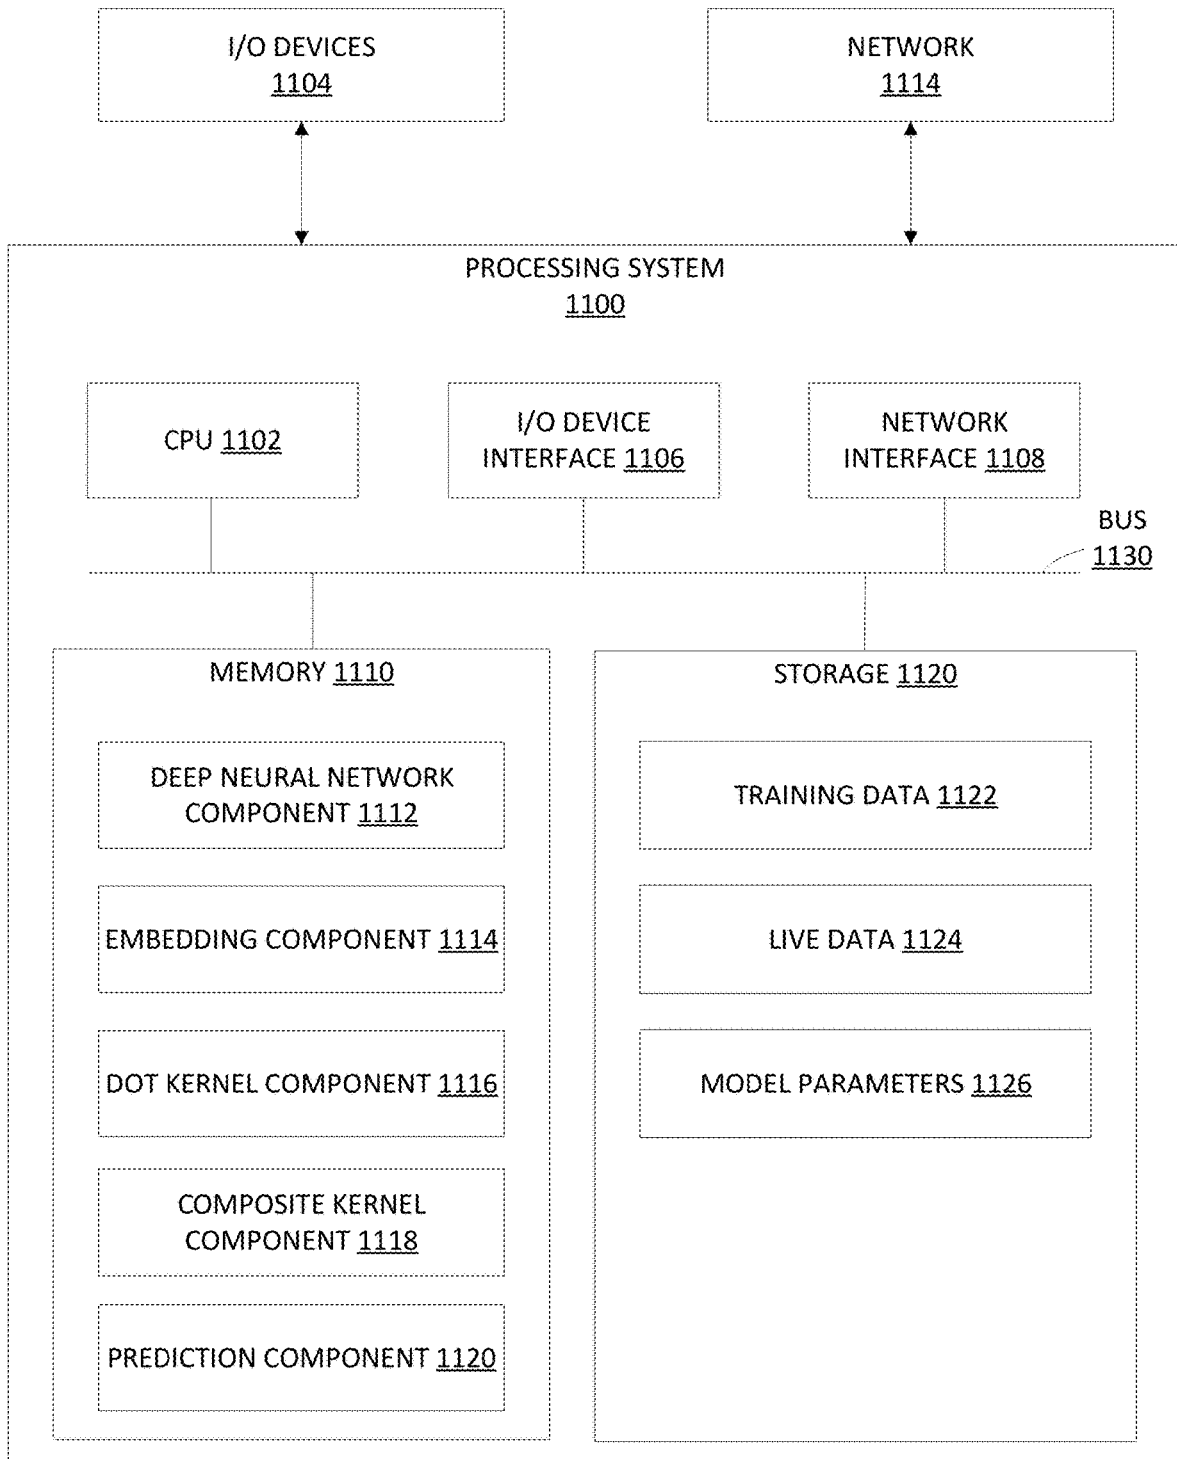 I/O DEVICES
1104
NETWORK
1114
PROCESSING SYSTEM
1100
CPU 1102
I/O DEVICE
INTERFACE 1106
NETWORK
INTERFACE 1108
BUS
1130
MEMORY 1110
DEEP NEURAL NETWORK
COMPONENT 1112
EMBEDDING COMPONENT 1114
DOT KERNEL COMPONENT 1116
COMPOSITE KERNEL
COMPONENT 1118
PREDICTION COMPONENT 1120
STORAGE 1120
TRAINING DATA 1122
LIVE DATA 1124
MODEL PARAMETERS 1126